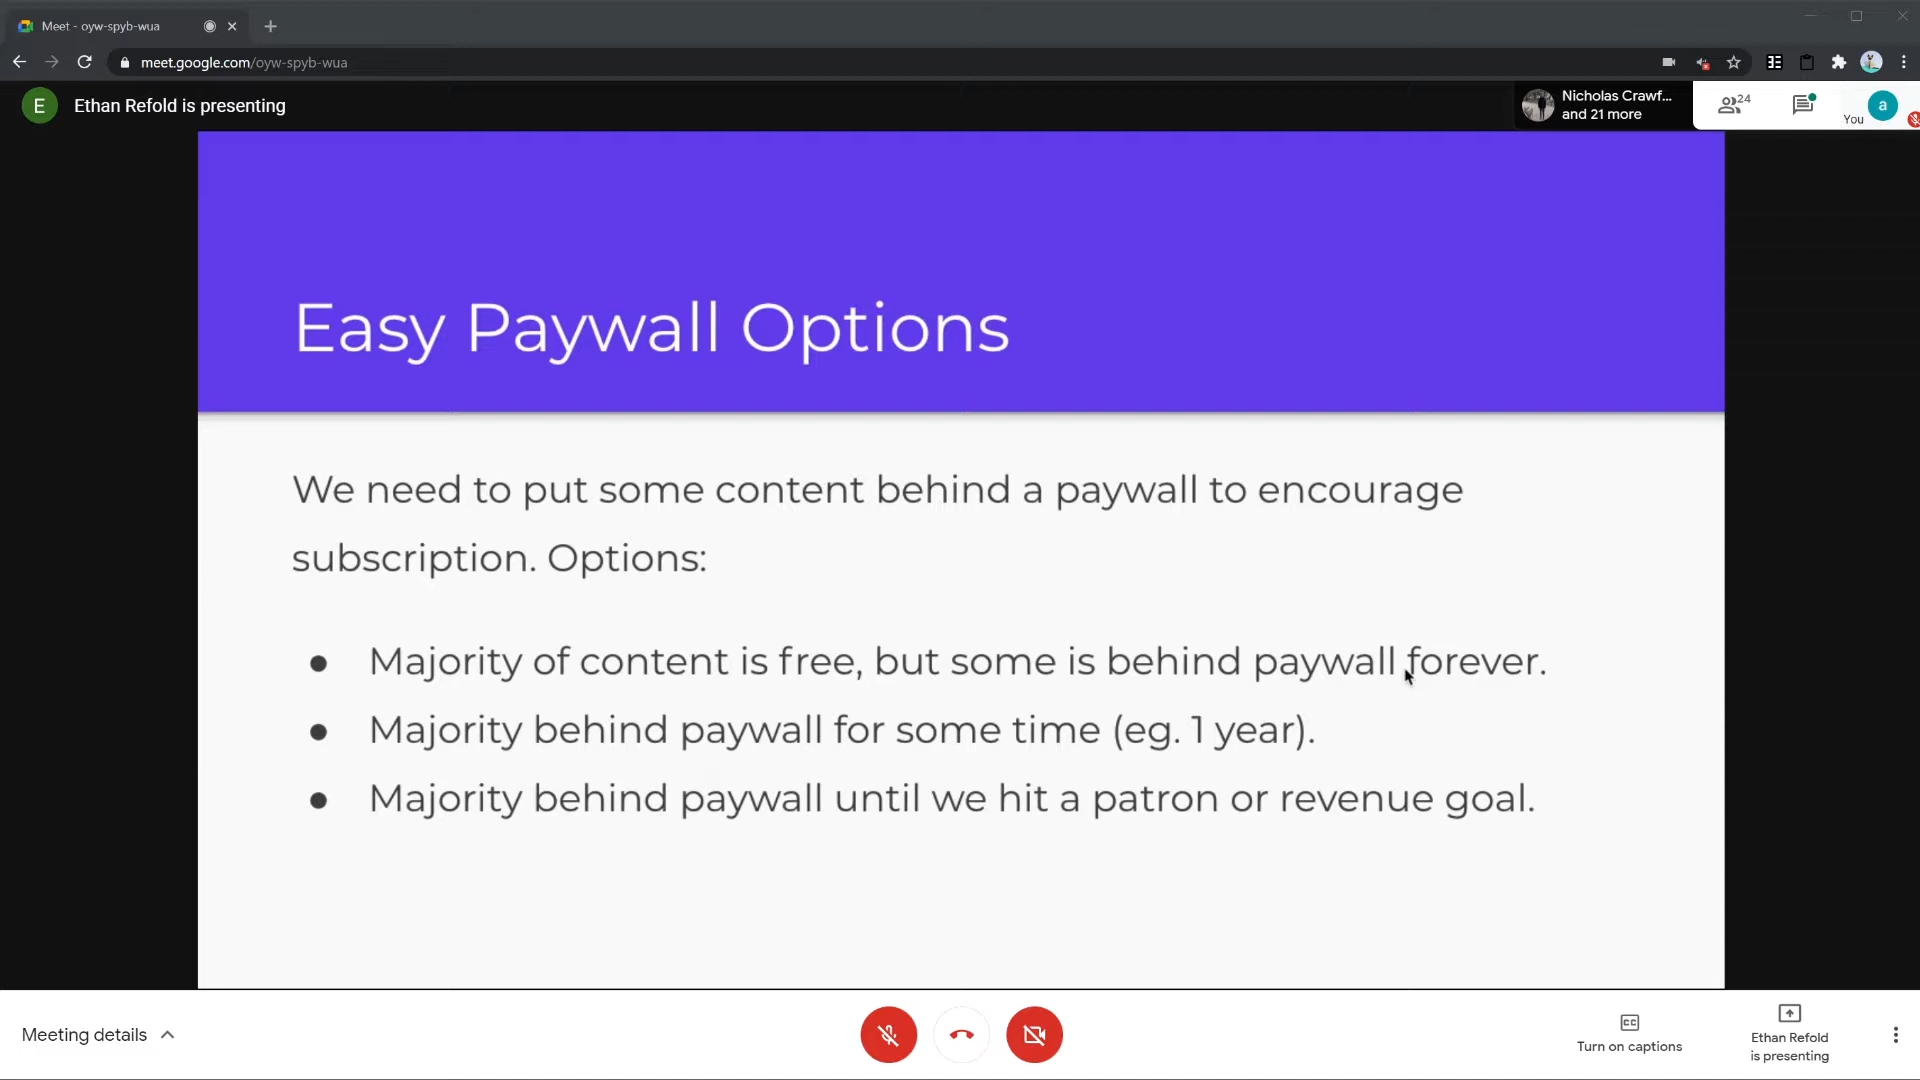 Meet - oyw-spyb-wua
meet.google.com/oyw-spyb-wua
E
Ethan Refold is presenting
Nicholas Crawf...
and 21 more
24
You
a
Easy Paywall Options
We need to put some content behind a paywall to encourage
subscription. Options:
● Majority of content is free, but some is behind paywall forever.
● Majority behind paywall for some time (eg. 1 year).
● Majority behind paywall until we hit a patron or revenue goal.
Meeting details
CC
Turn on captions
Ethan Refold
is presenting